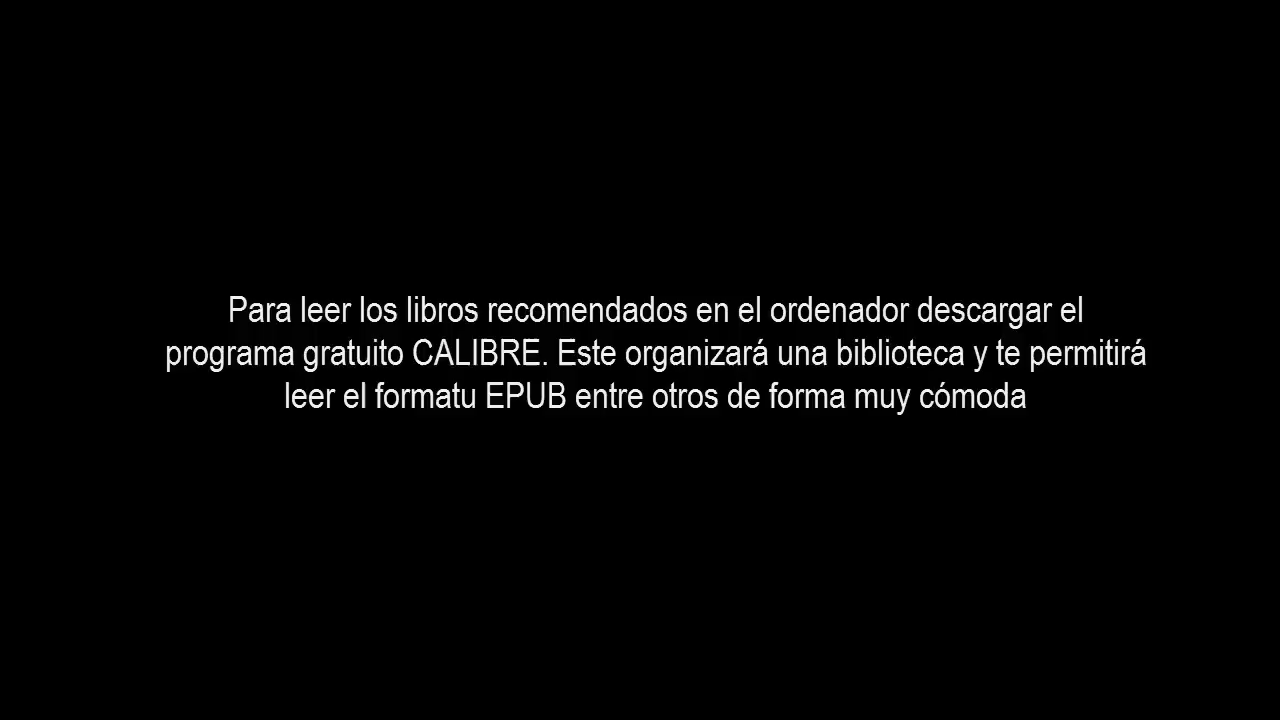 Para leer los libros recomendados en el ordenador descargar el
programa gratuito CALIBRE. Este organizará una biblioteca y te permitirá
leer el formatu EPUB entre otros de forma muy cómoda